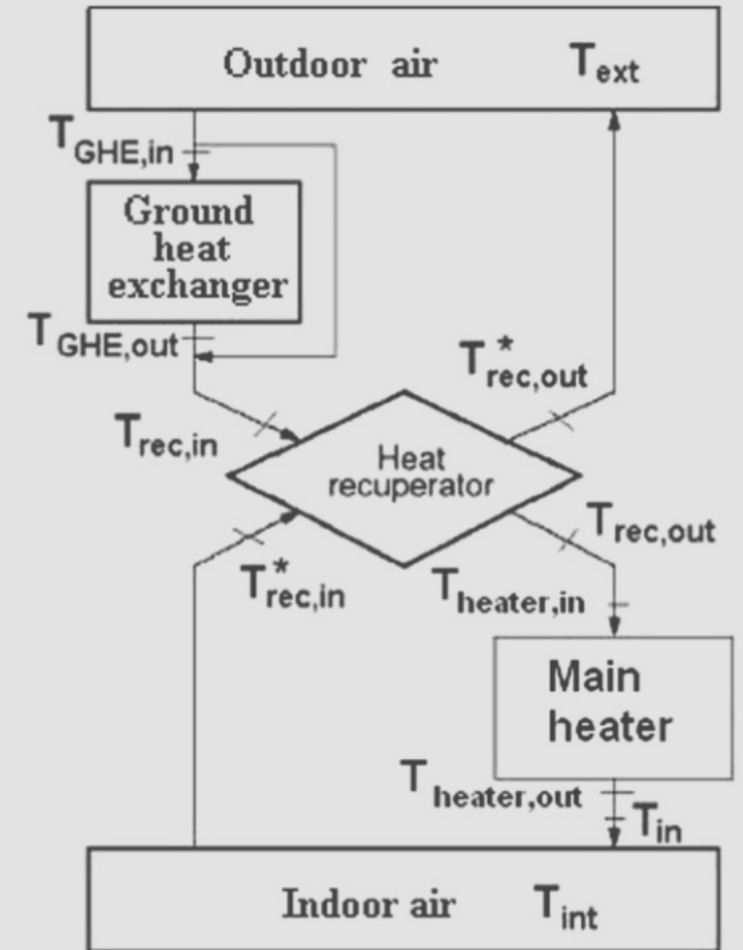 Outdoor air T_ext
T_GHE,in
Ground
heat
exchanger
T_GHE,out
T*_rec,out
T_rec,in
Heat
recuperator
T_rec,out
T*_rec,in
T_heater,in
Main
heater
T_heater,out
T_in
Indoor air T_int